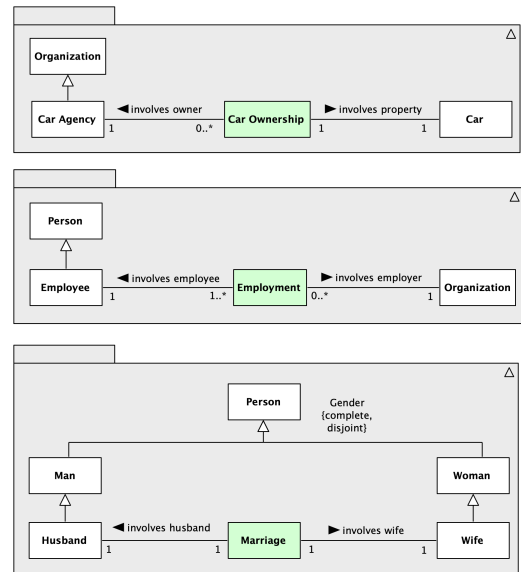 Organization
Car Agency
◀ involves owner
1
0..*
Car Ownership
▶ involves property
1
1
Car
Person
Employee
◀ involves employee
1
1..*
Employment
▶ involves employer
0..*
1
Organization
Person
Gender
{complete,
disjoint}
Man
Woman
Husband
◀ involves husband
1
1
Marriage
▶ involves wife
1
1
Wife